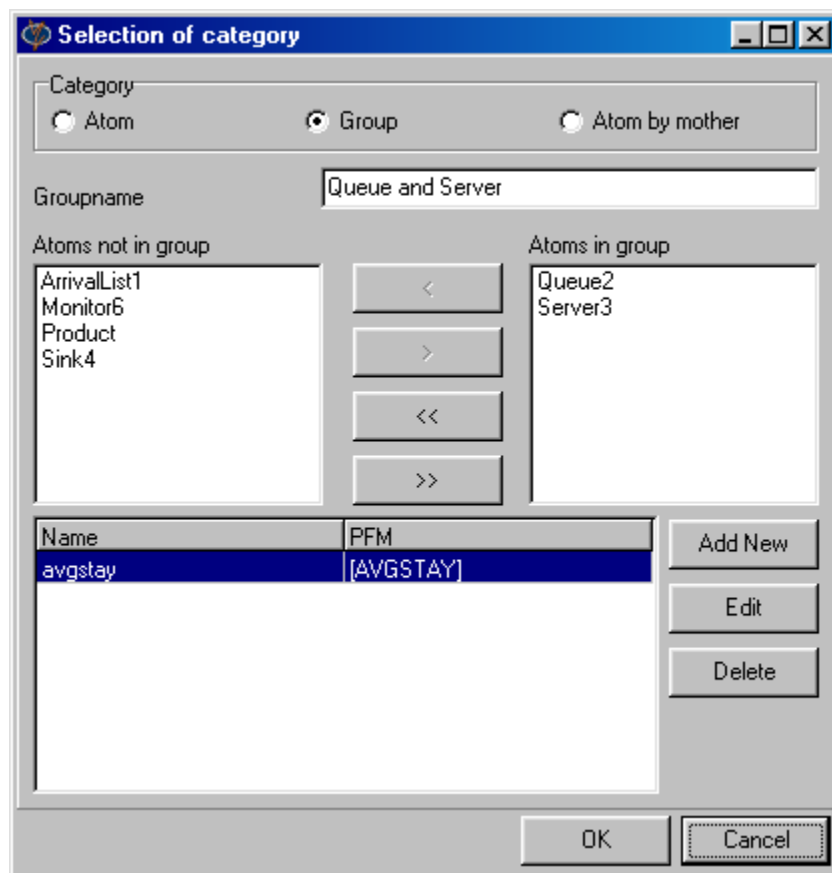 Selection of category
Category
Atom Group Atom by mother
Groupname Queue and Server
Atoms not in group Atoms in group
ArrivalList1 < Queue2
Monitor6 Server3
Product >
Sink4
<<
>>
Name PFM Add New
avgstay [AVGSTAY]
Edit
Delete
OK Cancel